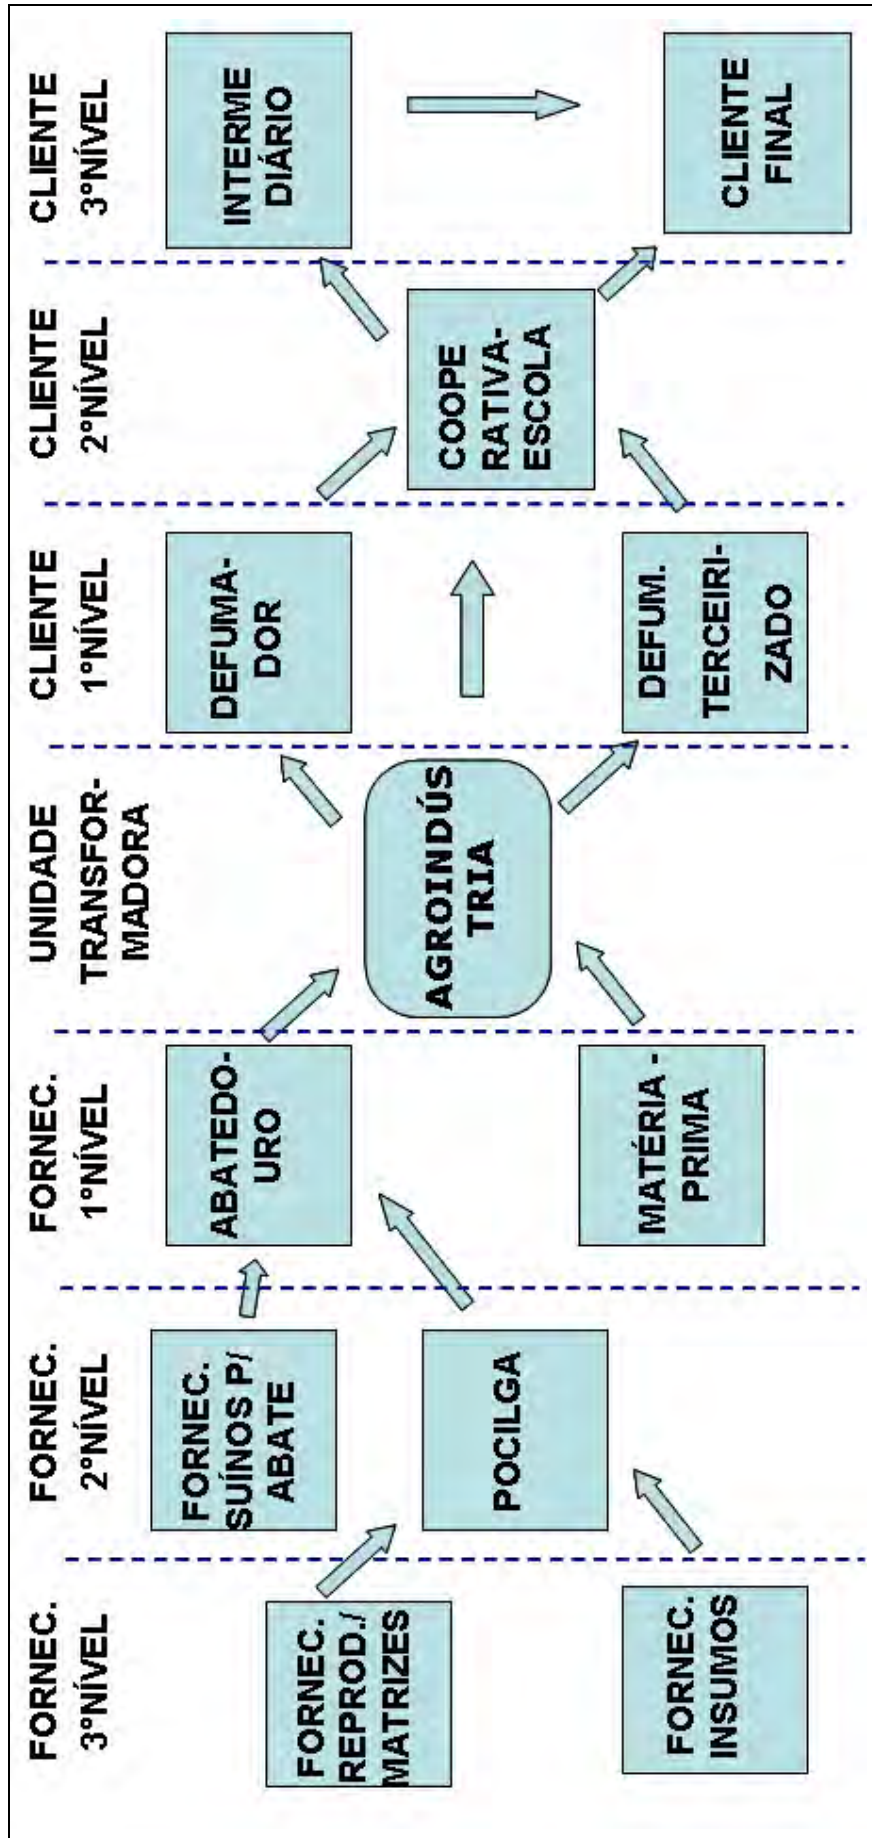 FORNEC.
3°NÍVEL
FORNEC.
2°NÍVEL
FORNEC.
1°NÍVEL
UNIDADE
TRANSFOR-
MADORA
CLIENTE
1°NÍVEL
CLIENTE
2°NÍVEL
CLIENTE
3°NÍVEL
FORNEC.
REPROD./
MATRIZES
FORNEC.
INSUMOS
FORNEC.
SUÍNOS P/
ABATE
POCILGA
ABATEDO-
URO
MATÉRIA -
PRIMA
AGROINDÚS
TRIA
DEFUMA-
DOR
DEFUM.
TERCEIRI-
ZADO
COOPE
RATIVA-
ESCOLA
INTERME
DIÁRIO
CLIENTE
FINAL